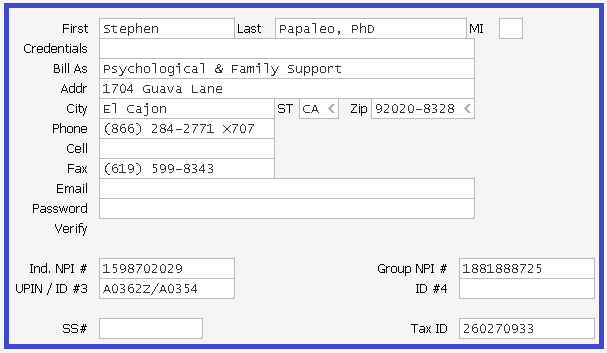 First Stephen Last Papaleo, PhD MI
Credentials
Bill As Psychological & Family Support
Addr 1704 Guava Lane
City El Cajon ST CA < Zip 92020-8328 <
Phone (866) 284-2771 X707
Cell
Fax (619) 599-8343
Email
Password
Verify
Ind. NPI # 1598702029 Group NPI # 1881888725
UPIN / ID #3 A0362Z/A0354 ID #4
SS# Tax ID 260270933